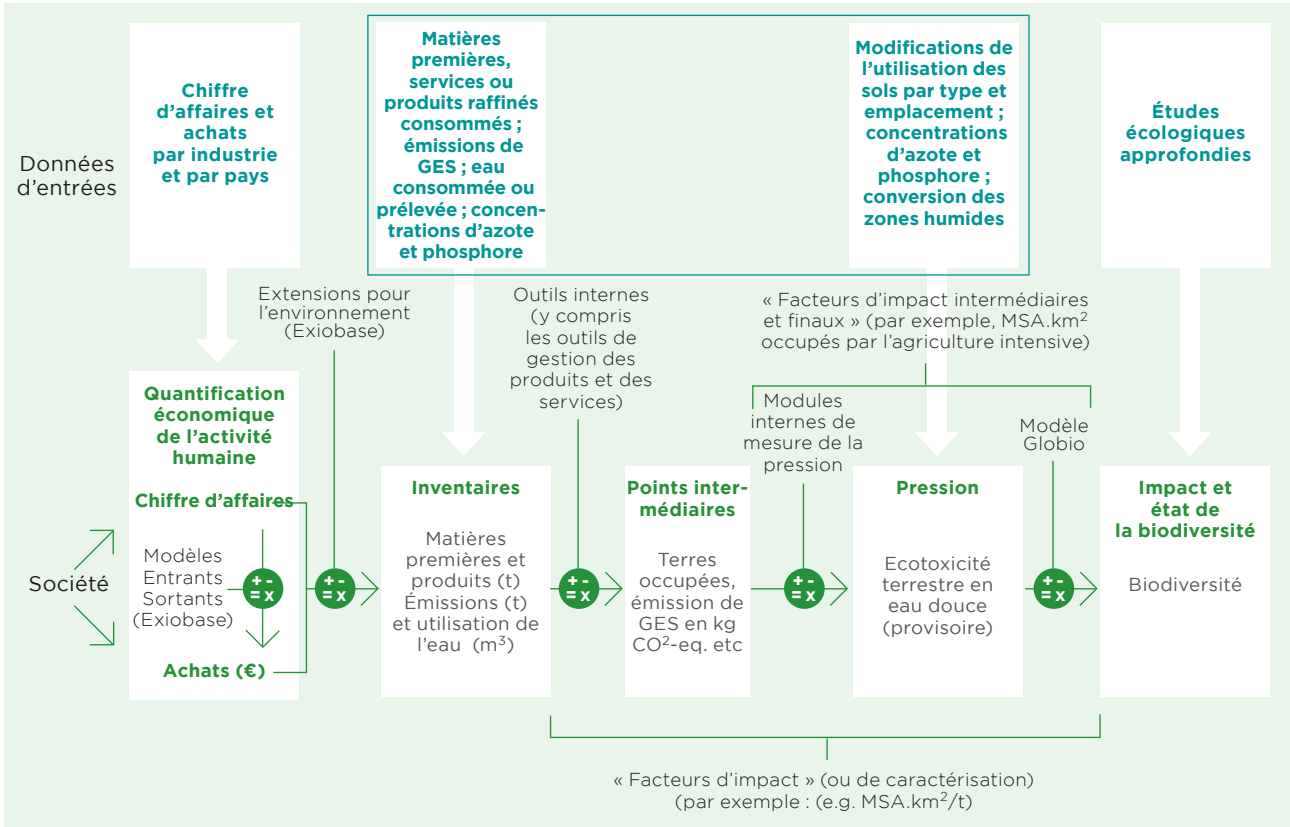 Données
d'entrées
Chiffre
d'affaires et
achats
par industrie
et par pays
Matières
premières,
services ou
produits raffinés
consommés ;
émissions de
GES ; eau
consommée ou
prélevée ; concen-
trations d'azote
et phosphore
Modifications de
l'utilisation des
sols par type et
emplacement ;
concentrations
d'azote et
phosphore ;
conversion des
zones humides
Études
écologiques
approfondies
Extensions pour
l'environnement
(Exiobase)
Outils internes
(y compris
les outils de
gestion des
produits et des
services)
« Facteurs d'impact intermédiaires
et finaux » (par exemple, MSA.km²
occupés par l'agriculture intensive)
Modules
internes de
mesure de la
pression
Modèle
Globio
Société
Quantification
économique
de l'activité
humaine
Chiffre d'affaires
Modèles
Entrants
Sortants
(Exiobase)
+ -
= x
Achats (€)
+ -
= x
Inventaires
Matières
premières et
produits (t)
Émissions (t)
et utilisation de
l'eau (m³)
+ -
= x
Points inter-
médiaires
Terres
occupées,
émission de
GES en kg
CO²-eq. etc
+ -
= x
Pression
Ecotoxicité
terrestre en
eau douce
(provisoire)
+ -
= x
Impact et
état de
la biodiversité
Biodiversité
« Facteurs d'impact » (ou de caractérisation)
(par exemple : (e.g. MSA.km²/t)